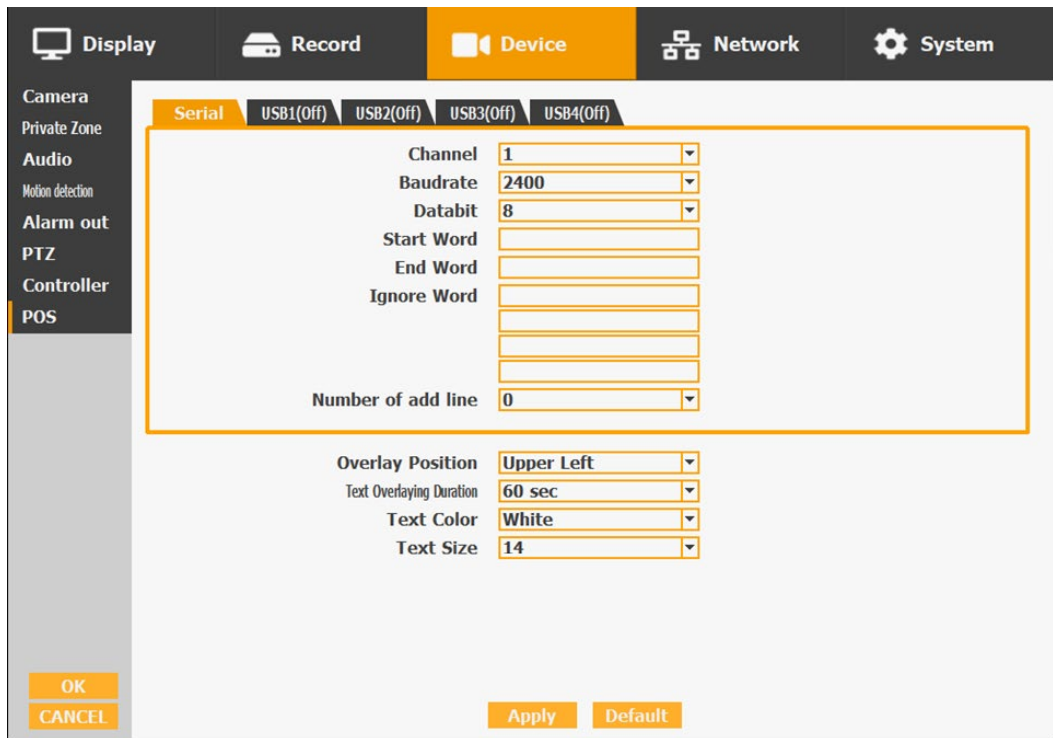 Display Record Device Network System
Camera
Private Zone
Audio
Motion detection
Alarm out
PTZ
Controller
POS
Serial USB1(Off) USB2(Off) USB3(Off) USB4(Off)
Channel 1
Baudrate 2400
Databit 8
Start Word
End Word
Ignore Word
Number of add line 0
Overlay Position Upper Left
Text Overlaying Duration 60 sec
Text Color White
Text Size 14
OK
CANCEL
Apply Default